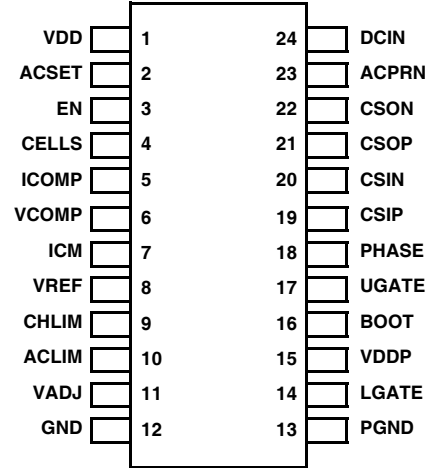 VDD 1 24 DCIN
ACSET 2 23 ACPRN
EN 3 22 CSON
CELLS 4 21 CSOP
ICOMP 5 20 CSIN
VCOMP 6 19 CSIP
ICM 7 18 PHASE
VREF 8 17 UGATE
CHLIM 9 16 BOOT
ACLIM 10 15 VDDP
VADJ 11 14 LGATE
GND 12 13 PGND